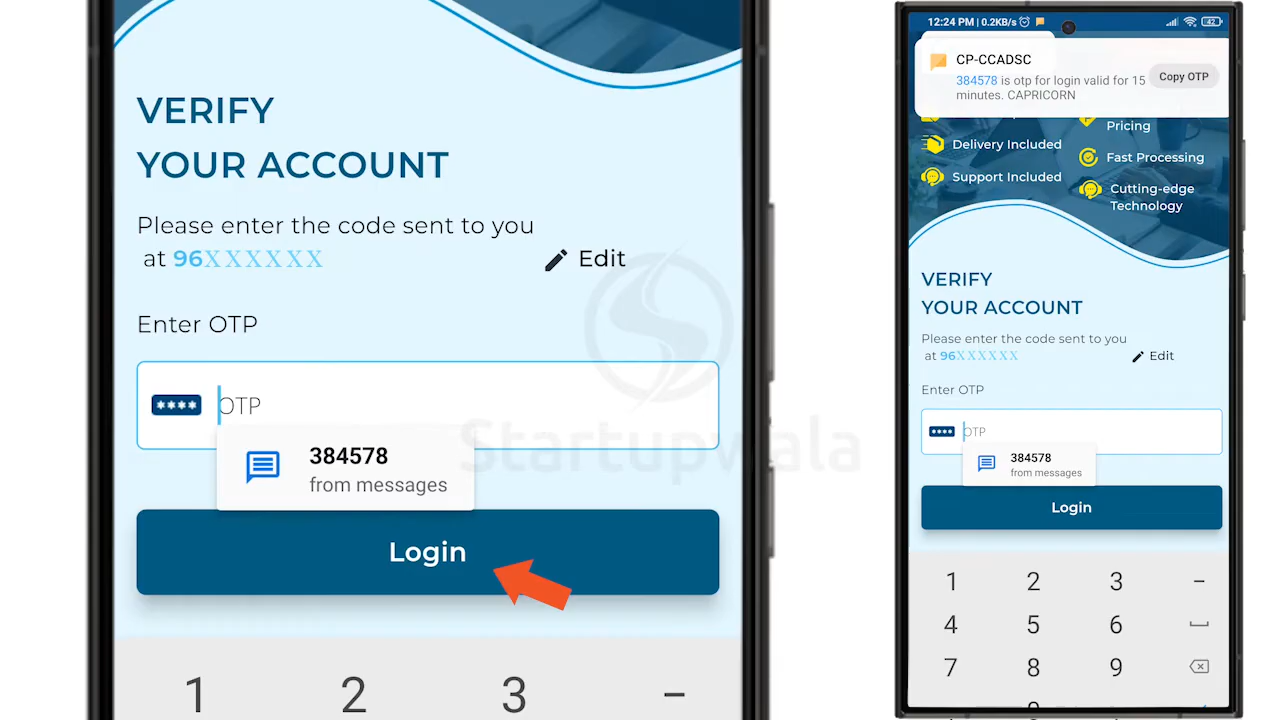 VERIFY
YOUR ACCOUNT
Please enter the code sent to you
at 96XXXXXX
Edit
Enter OTP
**** OTP
384578
from messages
Login
1 2 3 –
Startupwala
12:24 PM | 0.2KB/s
42
CP-CCADSC
384578 is otp for login valid for 15
minutes. CAPRICORN
Copy OTP
Pricing
Delivery Included
Fast Processing
Support Included
Cutting-edge
Technology
VERIFY
YOUR ACCOUNT
Please enter the code sent to you
at 96XXXXXX
Edit
Enter OTP
**** OTP
384578
from messages
Login
1 2 3 –
4 5 6
7 8 9